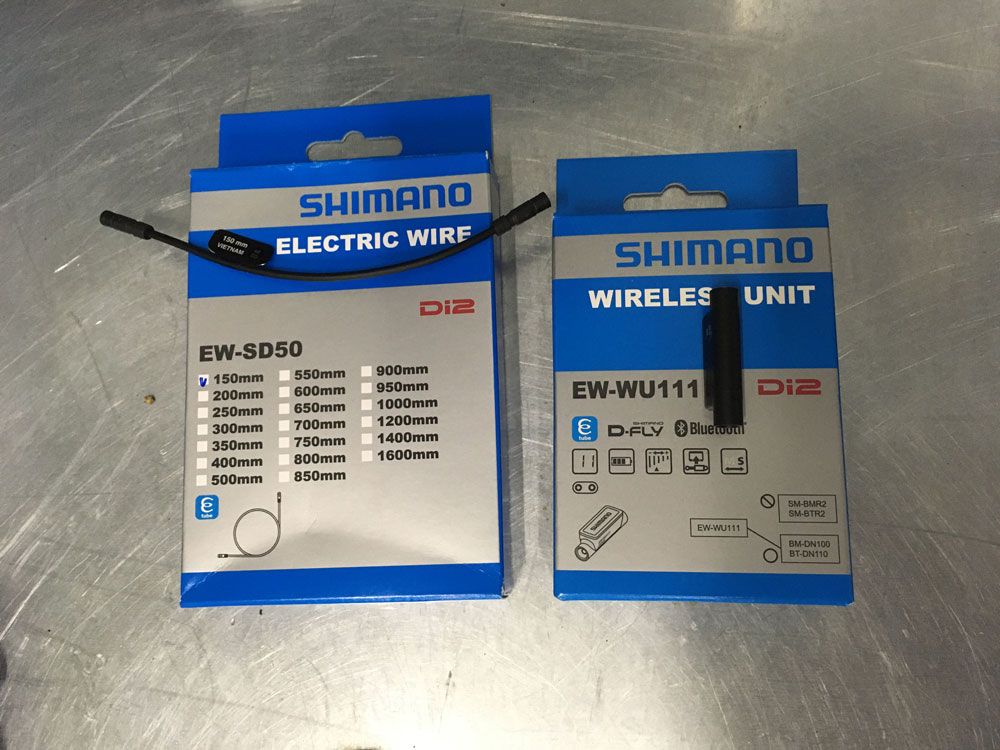 SHIMANO
ELECTRIC WIRE
150 mm
VIETNAM
Di2
EW-SD50
150mm
200mm
250mm
300mm
350mm
400mm
500mm
550mm
600mm
650mm
700mm
750mm
800mm
850mm
900mm
950mm
1000mm
1200mm
1400mm
1600mm
e
tube
SHIMANO
WIRELESS UNIT
EW-WU111
Di2
e
tube
SHIMANO
D-FLY
Bluetooth
11
S
SHIMANO
EW-WU111
SM-BMR2
SM-BTR2
BM-DN100
BT-DN110